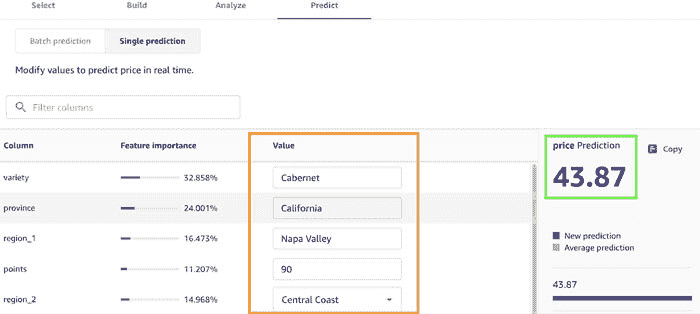 Select Build Analyze Predict
Batch prediction Single prediction
Modify values to predict price in real time.
Filter columns
Column Feature importance Value
variety 32.858% Cabernet
province 24.001% California
region_1 16.473% Napa Valley
points 11.207% 90
region_2 14.968% Central Coast
price Prediction Copy
43.87
New prediction
Average prediction
43.87